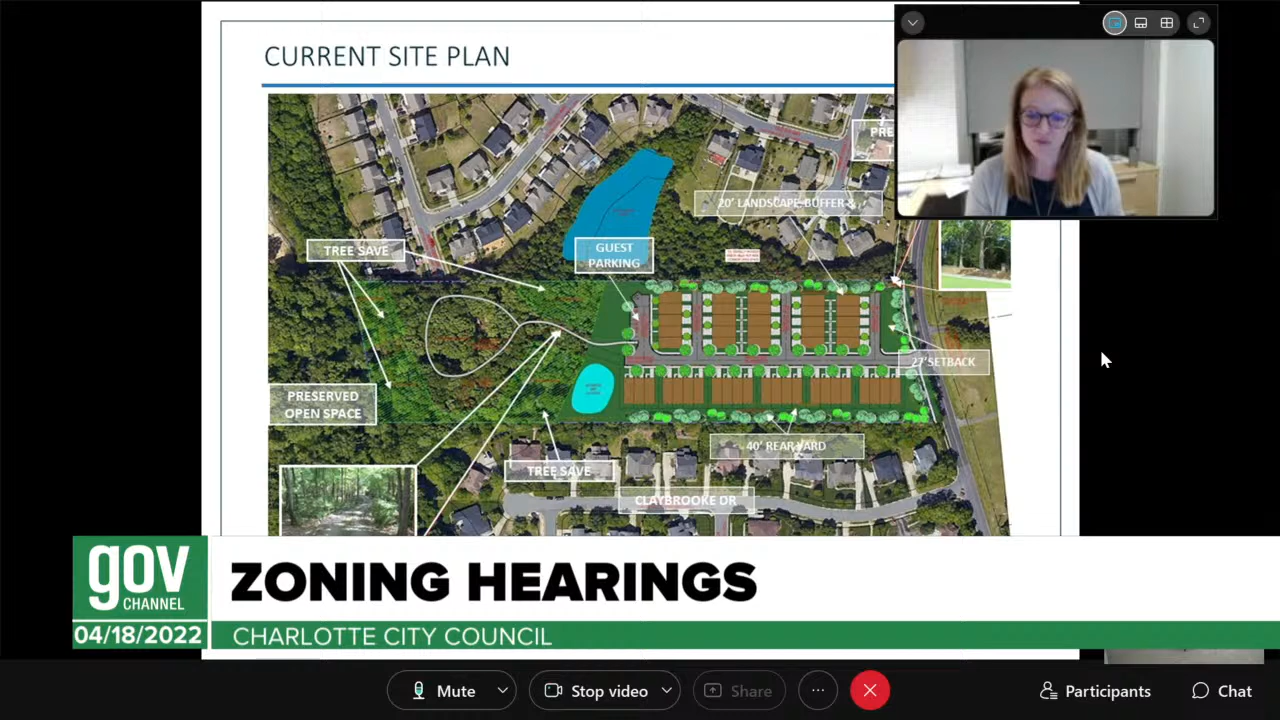 CURRENT SITE PLAN
PRE
20' LANDSCAPE BUFFER &
TREE SAVE
GUEST
PARKING
27' SETBACK
PRESERVED
OPEN SPACE
40' REAR YARD
TREE SAVE
CLAYBROOKE DR
gov
CHANNEL
ZONING HEARINGS
04/18/2022
CHARLOTTE CITY COUNCIL
Mute
Stop video
Share
Participants
Chat